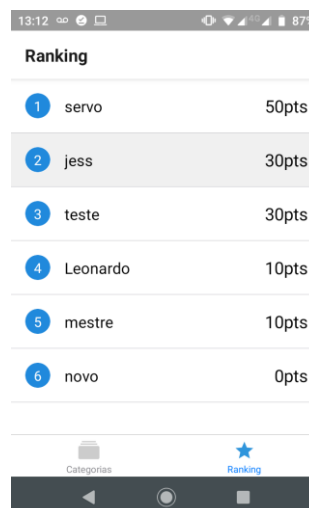 13:12 4G 87%
Ranking
1 servo 50pts
2 jess 30pts
3 teste 30pts
4 Leonardo 10pts
5 mestre 10pts
6 novo 0pts
Categorias Ranking